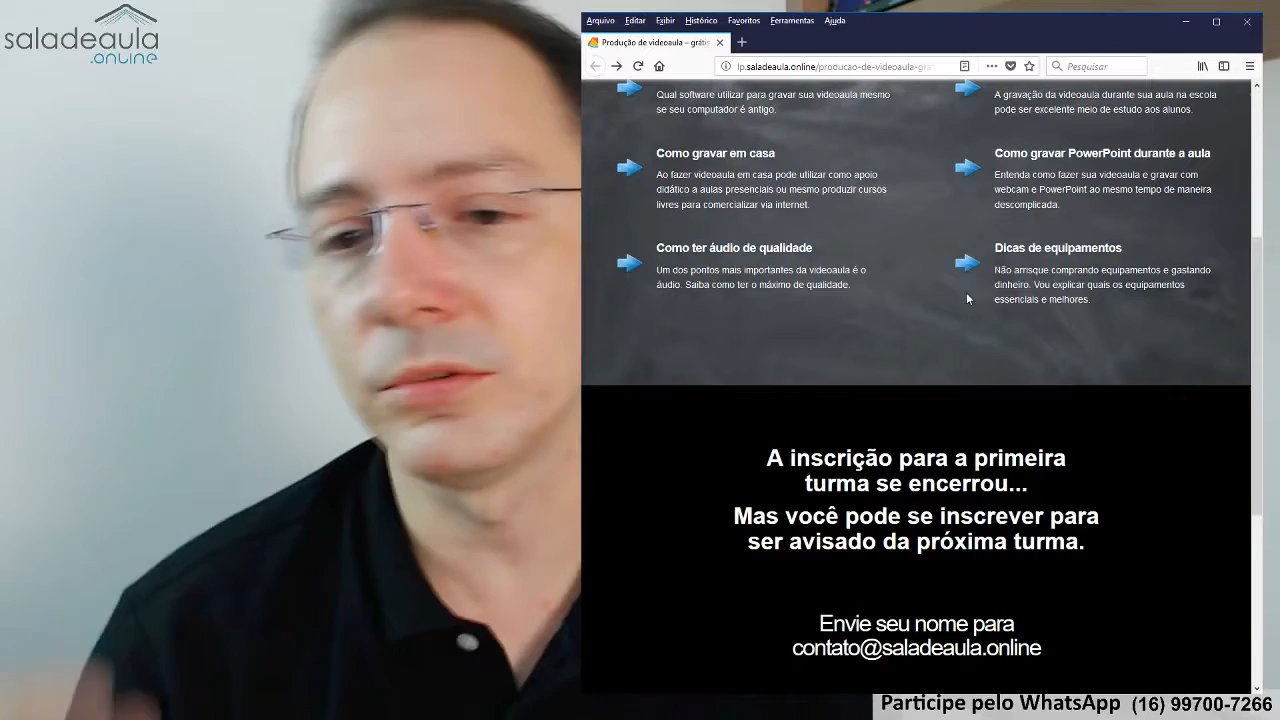 saladeaula
.online
Arquivo Editar Exibir Histórico Favoritos Ferramentas Ajuda
Produção de videoaula – gráti
lp.saladeaula.online/producao-de-videoaula-gra
Pesquisar
Qual software utilizar para gravar sua videoaula mesmo
se seu computador é antigo.
A gravação da videoaula durante sua aula na escola
pode ser excelente meio de estudo aos alunos.
Como gravar em casa
Ao fazer videoaula em casa pode utilizar como apoio
didático a aulas presenciais ou mesmo produzir cursos
livres para comercializar via internet.
Como gravar PowerPoint durante a aula
Entenda como fazer sua videoaula e gravar com
webcam e PowerPoint ao mesmo tempo de maneira
descomplicada.
Como ter áudio de qualidade
Um dos pontos mais importantes da videoaula é o
áudio. Saiba como ter o máximo de qualidade.
Dicas de equipamentos
Não arrisque comprando equipamentos e gastando
dinheiro. Vou explicar quais os equipamentos
essenciais e melhores.
A inscrição para a primeira
turma se encerrou...
Mas você pode se inscrever para
ser avisado da próxima turma.
Envie seu nome para
contato@saladeaula.online
Participe pelo WhatsApp (16) 99700-7266